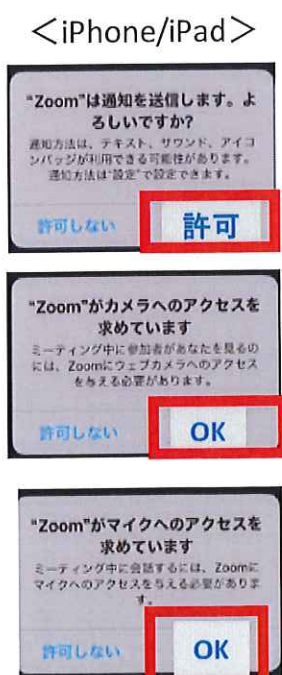 ＜iPhone/iPad＞
“Zoom”は通知を送信します。よ
ろしいですか?
通知方法は、テキスト、サウンド、アイコ
ンバッジが利用できる可能性があります。
通知方法は“設定”で設定できます。
許可しない 許可
“Zoom”がカメラへのアクセスを
求めています
ミーティング中に参加者があなたを見るの
には、Zoomにウェブカメラへのアクセス
を与える必要があります。
許可しない OK
“Zoom”がマイクへのアクセスを
求めています
ミーティング中に会話するには、Zoomに
マイクへのアクセスを与える必要がありま
す。
許可しない OK